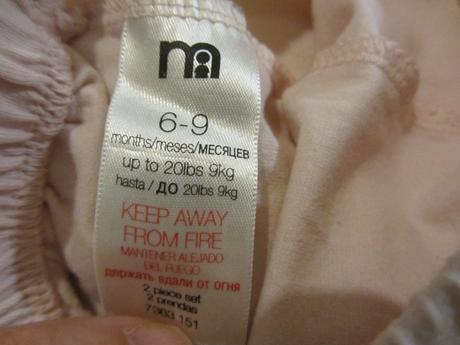 m
6-9
months/meses/МЕСЯЦЕВ
up to 20lbs 9kg
hasta/ДО 20lbs 9kg
KEEP AWAY
FROM FIRE
MANTENER ALEJADO
DEL FUEGO
держать вдали от огня
2 piece set
2 prendas
7363 151